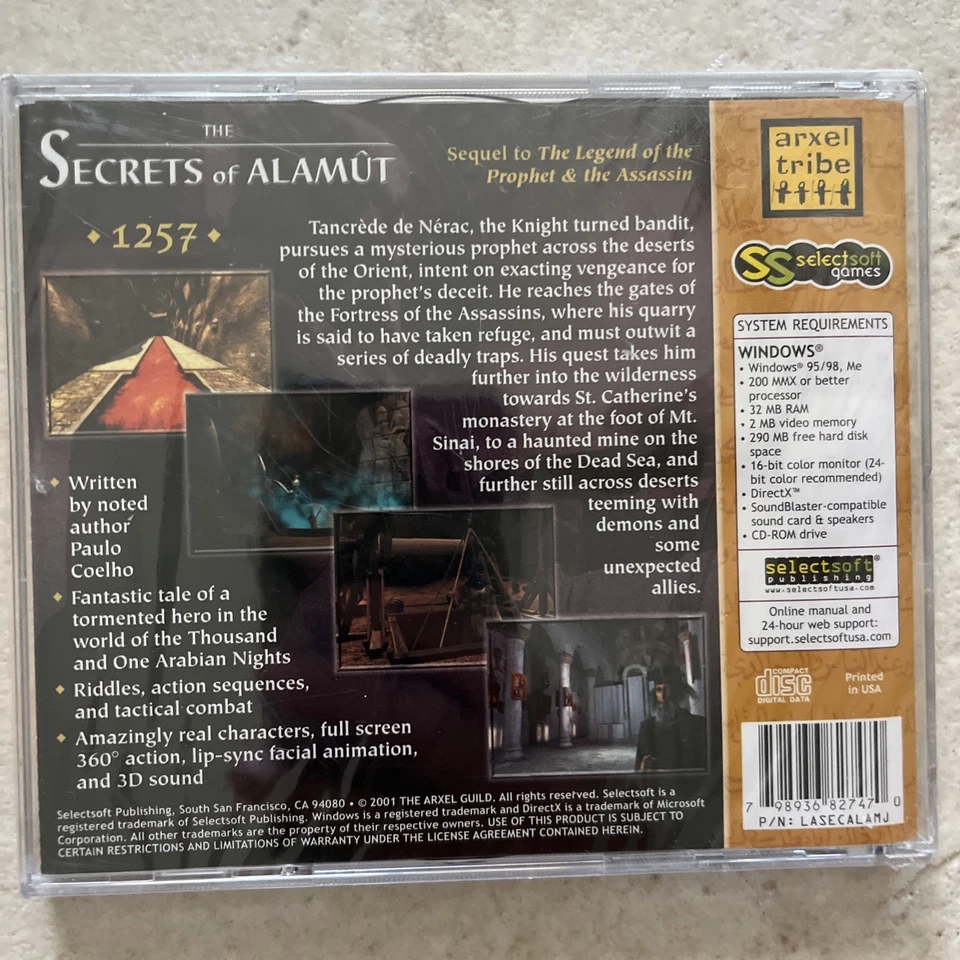 THE
SECRETS of ALAMÛT
Sequel to The Legend of the
Prophet & the Assassin
1257
Tancrède de Nérac, the Knight turned bandit,
pursues a mysterious prophet across the deserts
of the Orient, intent on exacting vengeance for
the prophet's deceit. He reaches the gates of
the Fortress of the Assassins, where his quarry
is said to have taken refuge, and must outwit a
series of deadly traps. His quest takes him
further into the wilderness
towards St. Catherine's
monastery at the foot of Mt.
Sinai, to a haunted mine on the
shores of the Dead Sea, and
further still across deserts
teeming with
demons and
some
unexpected
allies.
Written
by noted
author
Paulo
Coelho
Fantastic tale of a
tormented hero in the
world of the Thousand
and One Arabian Nights
Riddles, action sequences,
and tactical combat
Amazingly real characters, full screen
360° action, lip-sync facial animation,
and 3D sound
Selectsoft Publishing, South San Francisco, CA 94080 • © 2001 THE ARXEL GUILD. All rights reserved. Selectsoft is a
registered trademark of Selectsoft Publishing. Windows is a registered trademark and DirectX is a trademark of Microsoft
Corporation. All other trademarks are the property of their respective owners. USE OF THIS PRODUCT IS SUBJECT TO
CERTAIN RESTRICTIONS AND LIMITATIONS OF WARRANTY UNDER THE LICENSE AGREEMENT CONTAINED HEREIN.
arxel
tribe
SS selectsoft
games
SYSTEM REQUIREMENTS
WINDOWS®
• Windows® 95/98, Me
• 200 MMX or better
processor
• 32 MB RAM
• 2 MB video memory
• 290 MB free hard disk
space
• 16-bit color monitor (24-
bit color recommended)
• DirectX™
• SoundBlaster-compatible
sound card & speakers
• CD-ROM drive
selectsoft®
publishing
www.selectsoftusa.com
Online manual and
24-hour web support:
support.selectsoftusa.com
COMPACT
disc
DIGITAL DATA
Printed
in USA
7 98936 82747 0
P/N: LASECALAMJ